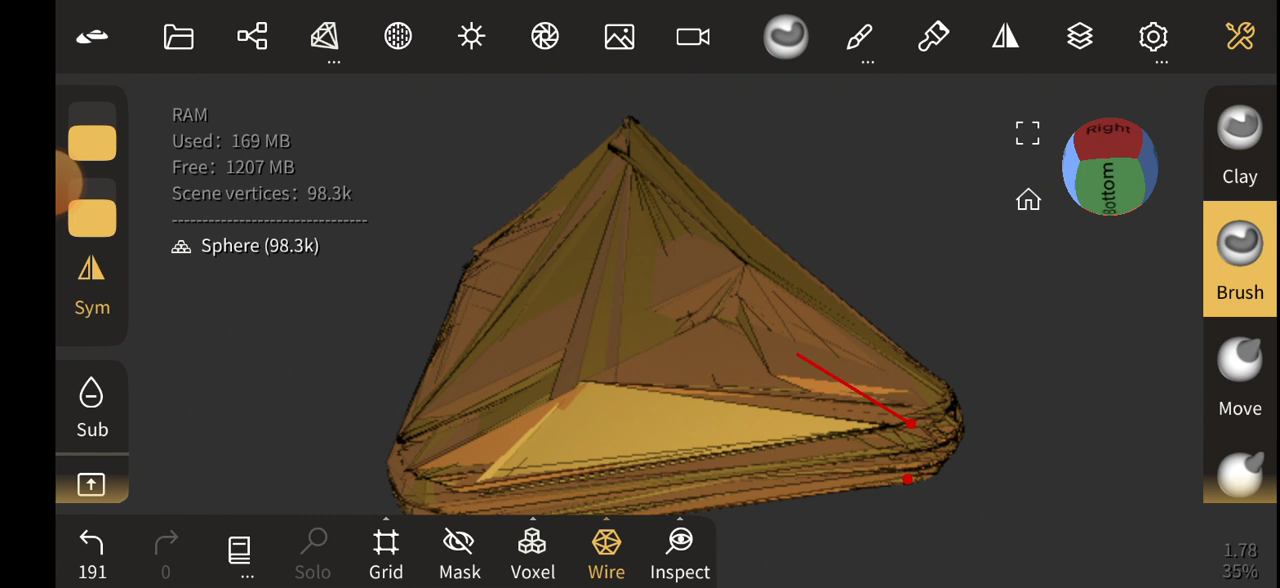 RAM
Used： 169 MB
Free： 1207 MB
Scene vertices： 98.3k
--------------------------------
Sphere (98.3k)
Right
Bottom
Sym
Sub
Clay
Brush
Move
191
0
...
Solo
Grid
Mask
Voxel
Wire
Inspect
1.78
35%